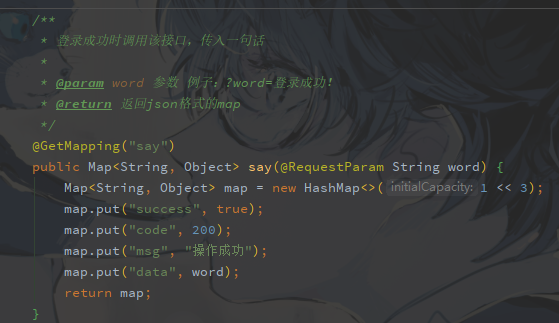 /**
 * 登录成功时调用该接口，传入一句话
 *
 * @param word 参数 例子：?word=登录成功！
 * @return 返回json格式的map
 */
@GetMapping("say")
public Map<String, Object> say(@RequestParam String word) {
    Map<String, Object> map = new HashMap<>( initialCapacity: 1 << 3);
    map.put("success", true);
    map.put("code", 200);
    map.put("msg", "操作成功");
    map.put("data", word);
    return map;
}